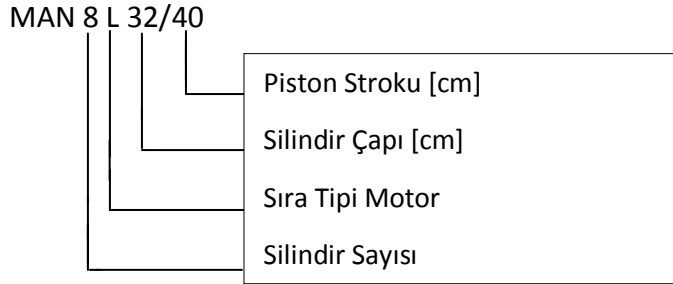 MAN 8 L 32/40
Piston Stroku [cm]
Silindir Çapı [cm]
Sıra Tipi Motor
Silindir Sayısı